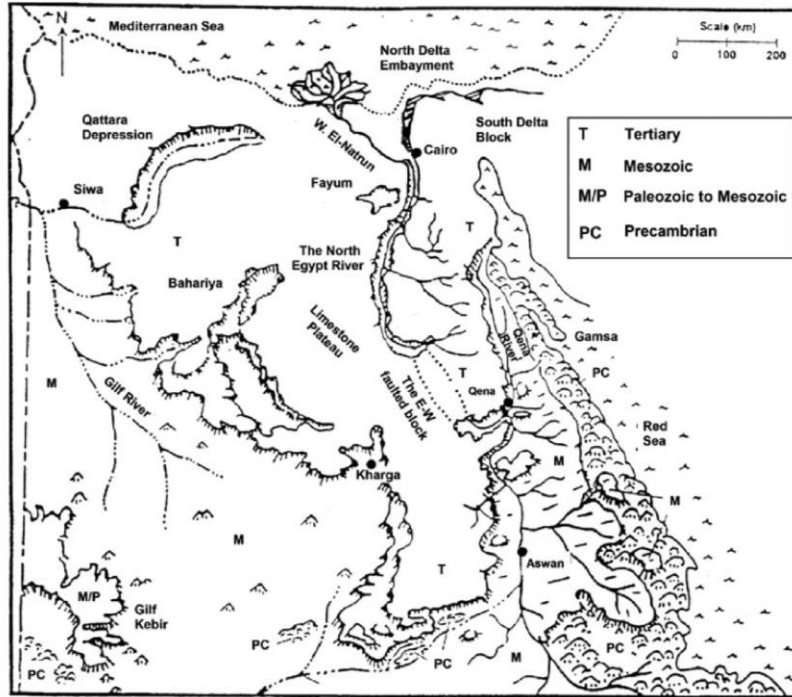 N
Mediterranean Sea
North Delta
Embayment
Scale (km)
0 100 200
Qattara
Depression
W. El-Natrun
South Delta
Block
Cairo
T Tertiary
M Mesozoic
M/P Paleozoic to Mesozoic
PC Precambrian
Siwa
Fayum
T
T
The North
Egypt River
Bahariya
Limestone
Plateau
Qena
River
Gamsa
PC
M
Gilf River
T
The E-W
faulted block
Qena
Red
Sea
Kharga
M
M
M
T
Aswan
M/P
Gilf
Kebir
PC
PC
PC
M
PC